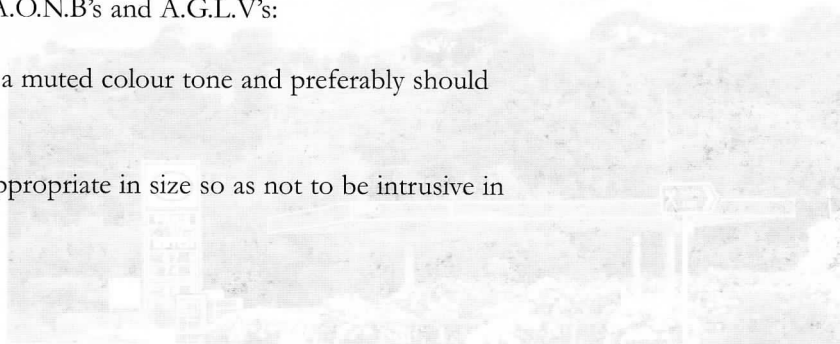 A.O.N.B's and A.G.L.V's:
a muted colour tone and preferably should
ppropriate in size so as not to be intrusive in